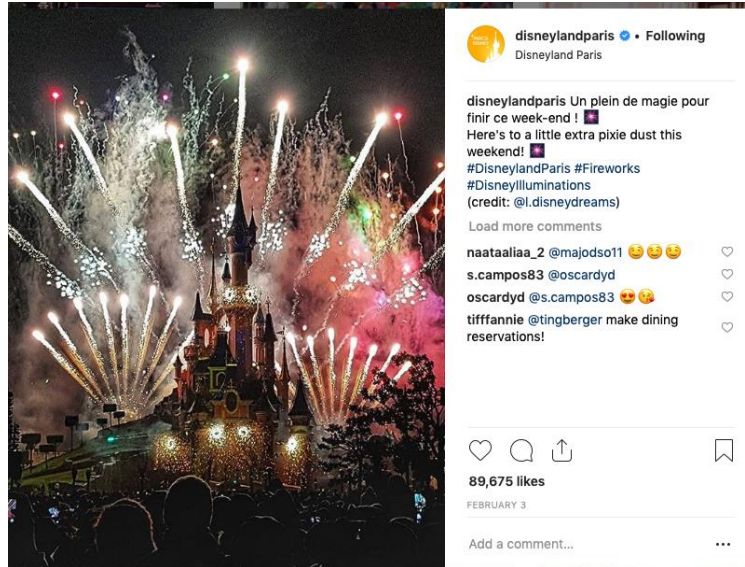 disneylandparis • Following
Disneyland Paris
disneylandparis Un plein de magie pour
finir ce week-end ! 🎆
Here's to a little extra pixie dust this
weekend! 🎆
#DisneylandParis #Fireworks
#DisneyIlluminations
(credit: @l.disneydreams)
Load more comments
naataaliaa_2 @majodso11 😏😏😏
s.campos83 @oscardyd
oscardyd @s.campos83 😍😘
tifffannie @tingberger make dining
reservations!
89,675 likes
FEBRUARY 3
Add a comment...